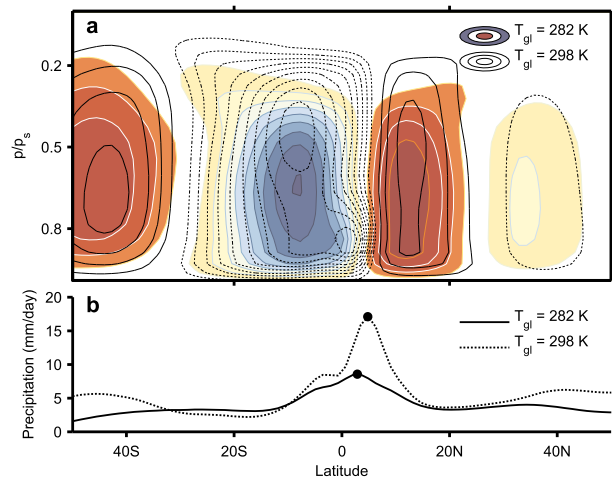 a
T_gl = 282 K
T_gl = 298 K
0.2
0.5
0.8
p/p_s
b
T_gl = 282 K
T_gl = 298 K
20
15
10
5
0
Precipitation (mm/day)
40S 20S 0 20N 40N
Latitude